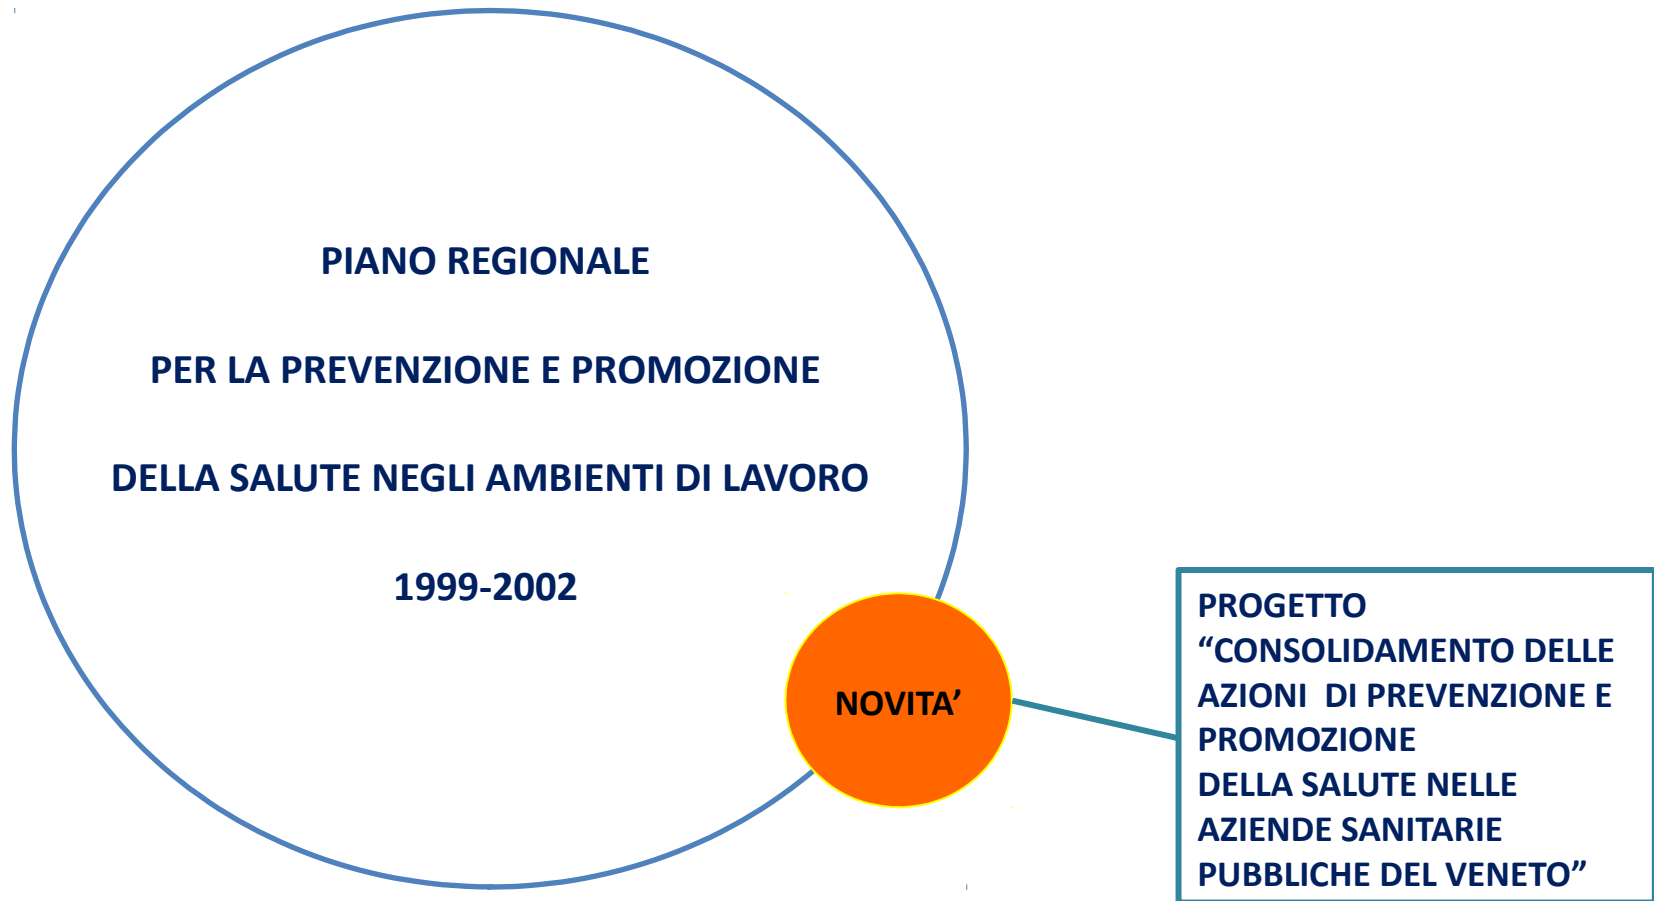 PIANO REGIONALE
PER LA PREVENZIONE E PROMOZIONE
DELLA SALUTE NEGLI AMBIENTI DI LAVORO
1999-2002
NOVITA’
PROGETTO
“CONSOLIDAMENTO DELLE
AZIONI  DI PREVENZIONE E
PROMOZIONE
DELLA SALUTE NELLE
AZIENDE SANITARIE
PUBBLICHE DEL VENETO”